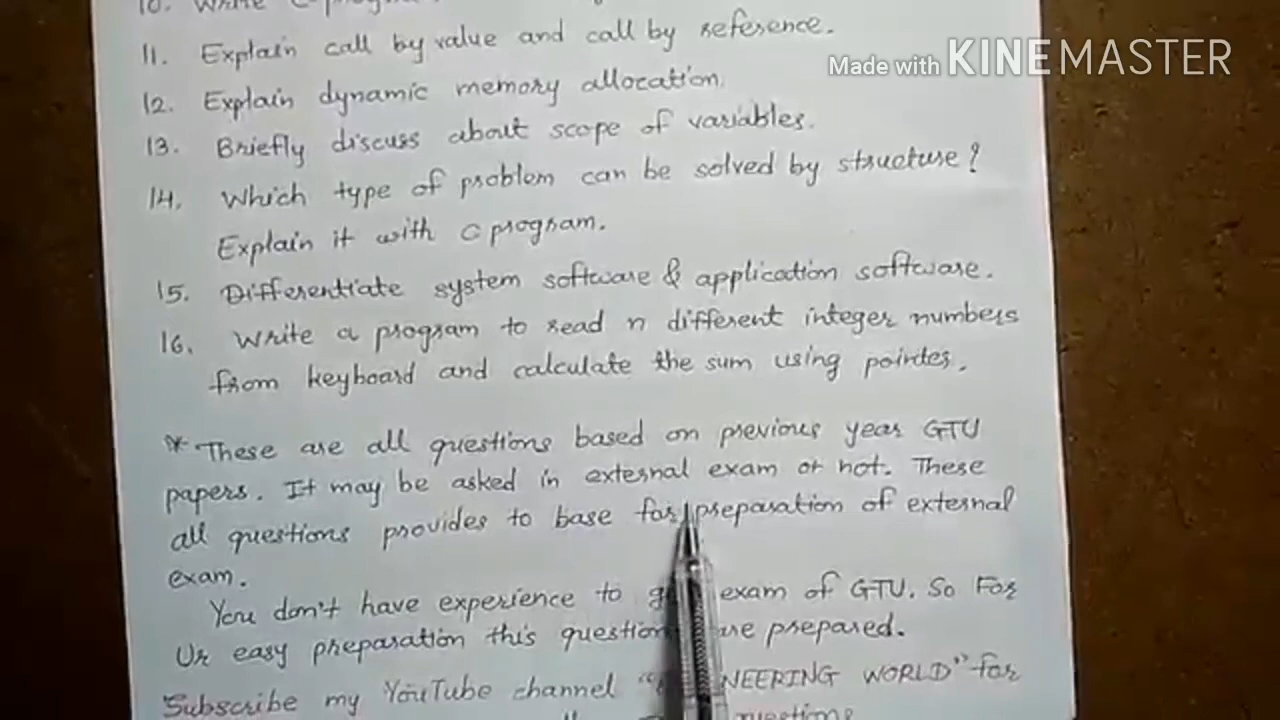 10. Write C prog
11. Explain call by value and call by reference.
Made with KINEMASTER
12. Explain dynamic memory allocation.
13. Briefly discuss about scope of variables.
14. Which type of problem can be solved by structure?
Explain it with C program.
15. Differentiate system software & application software.
16. Write a program to read n different integer numbers
from keyboard and calculate the sum using pointer.
* These are all questions based on previous year GTU
papers. It may be asked in external exam or not. These
all questions provides to base for preparation of external
exam.
You don't have experience to exam of GTU. So For
Ur easy preparation this question are prepared.
Subscribe my YouTube channel " NEERING WORLD" for
questions